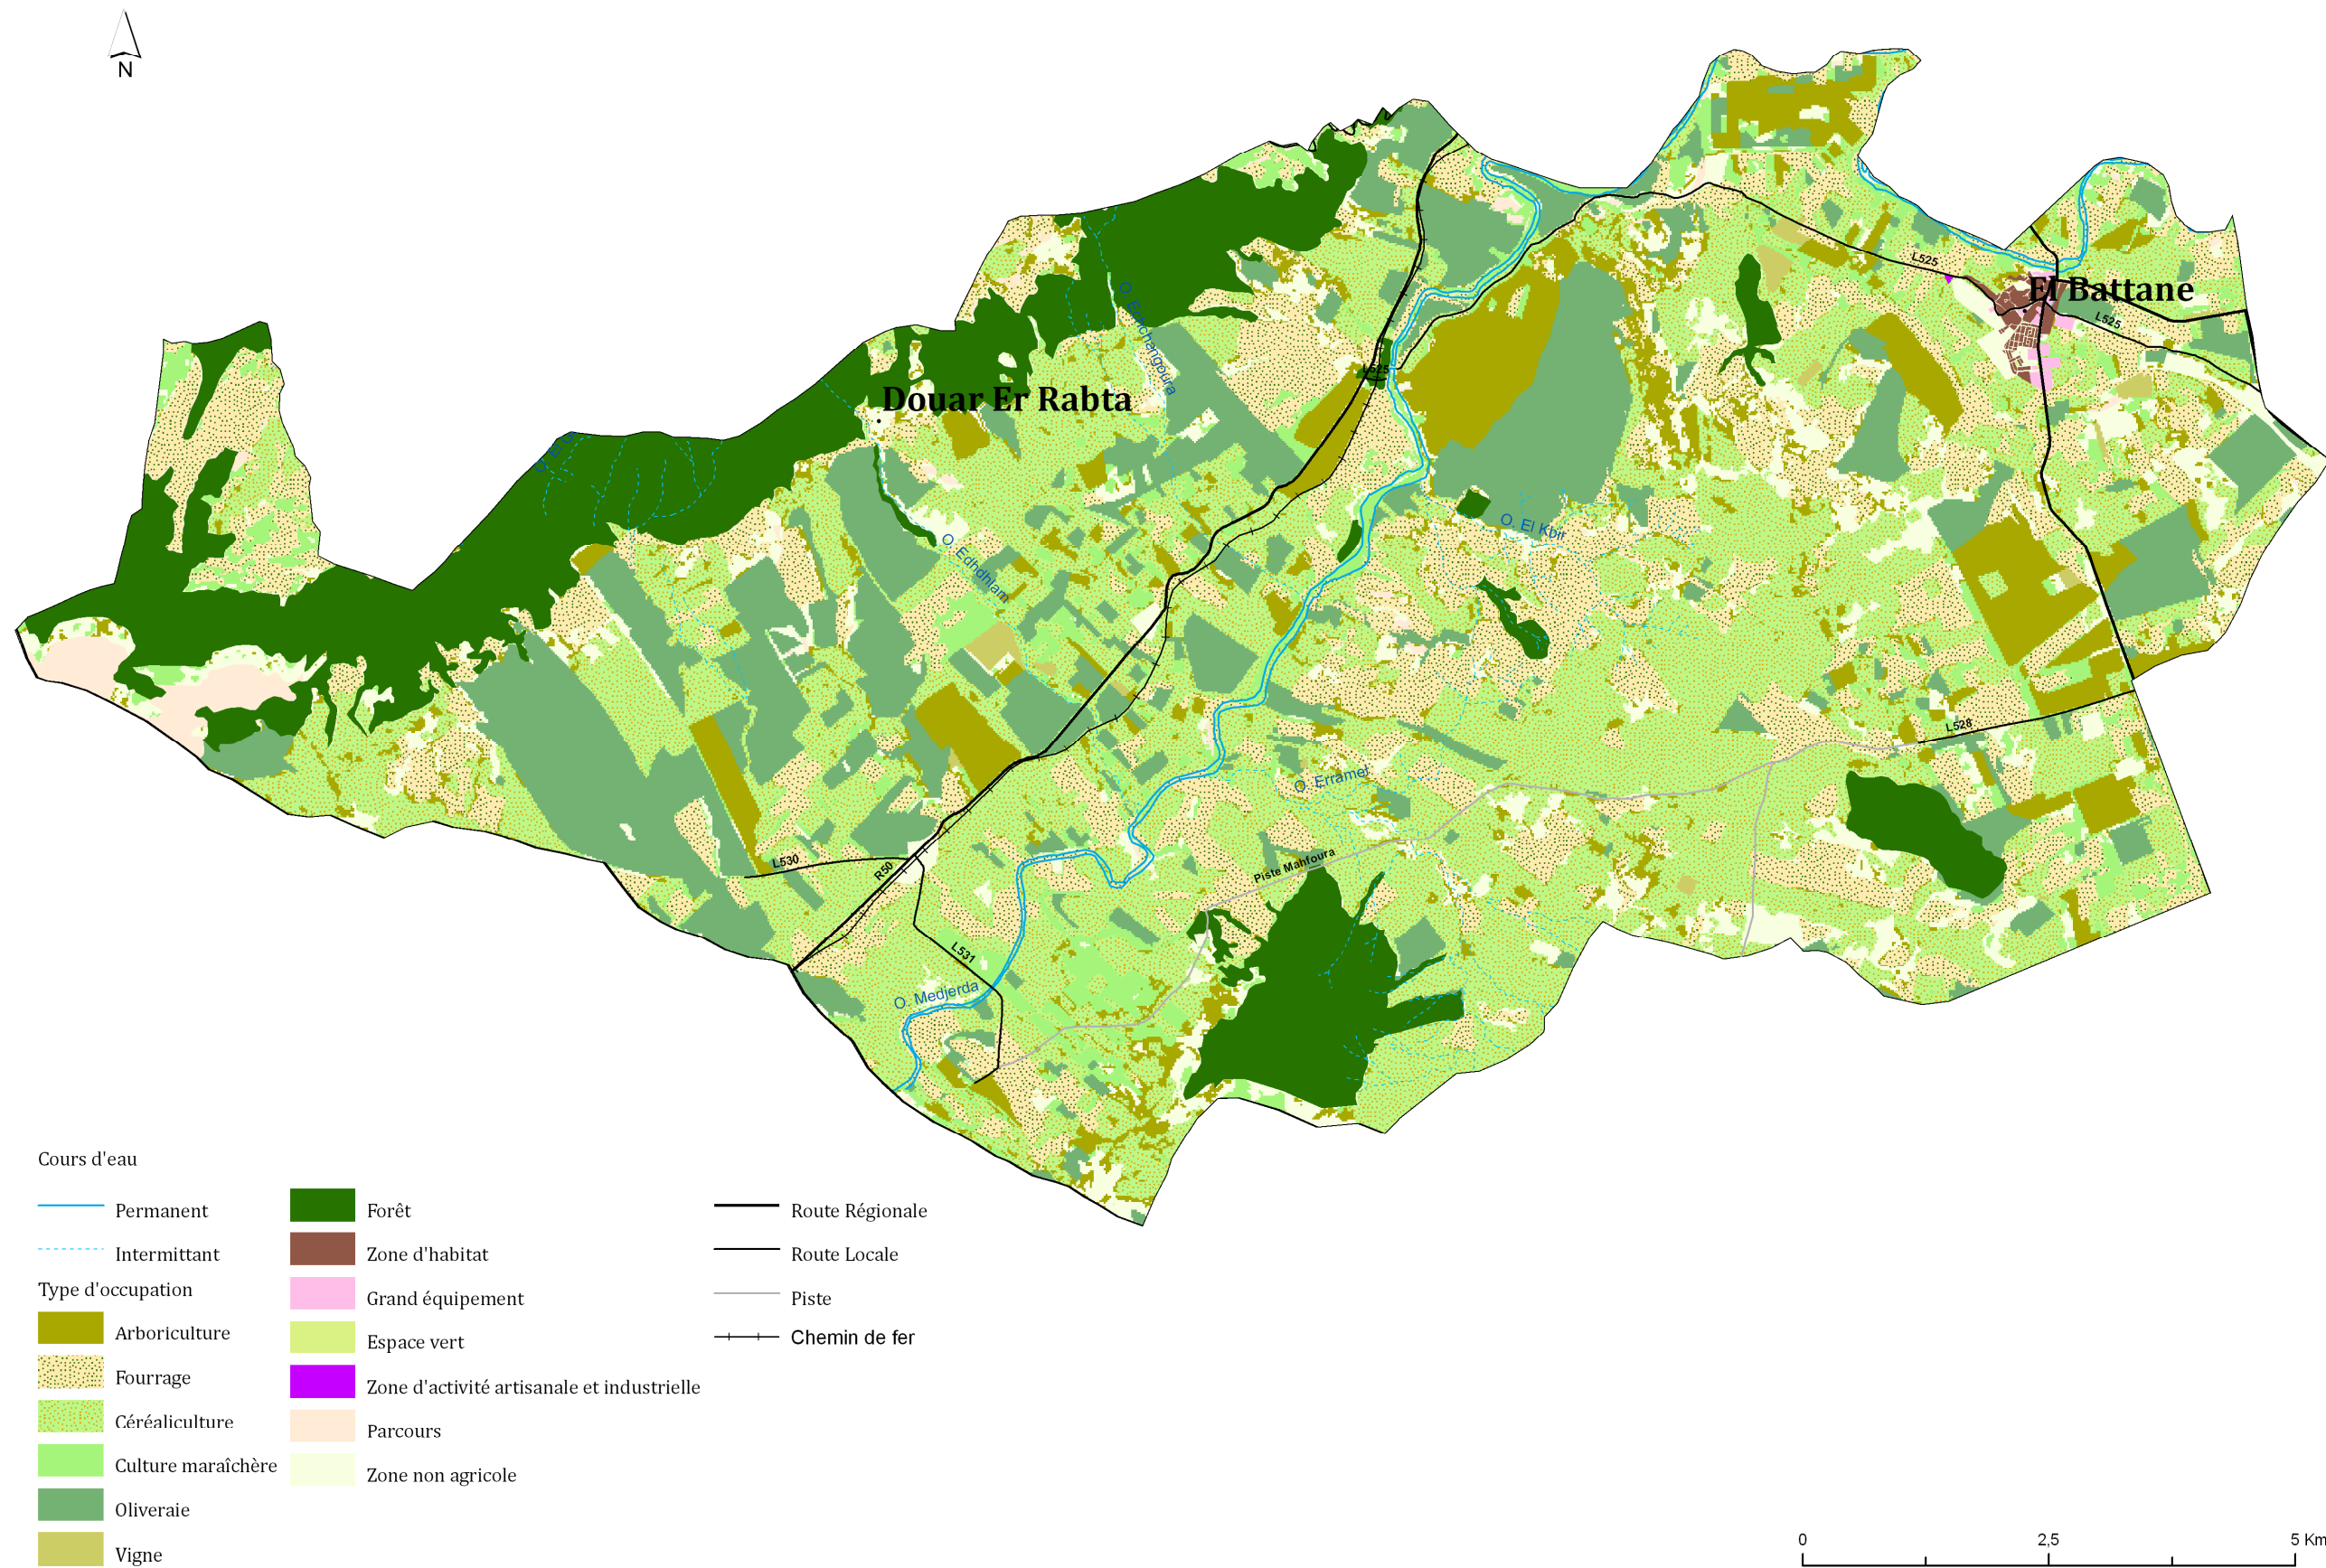 N
L525
El Battane
L525
O. Echchangoura
L525
Douar Er Rabta
O. El Kbir
O. Edhdhlam
L528
O. Erramel
Piste Mahfoura
L530
R50
L531
O. Medjerda
Cours d'eau
Permanent
Intermittant
Type d'occupation
Arboriculture
Fourrage
Céréaliculture
Culture maraîchère
Oliveraie
Vigne
Forêt
Zone d'habitat
Grand équipement
Espace vert
Zone d'activité artisanale et industrielle
Parcours
Zone non agricole
Route Régionale
Route Locale
Piste
Chemin de fer
0 2,5 5 Km